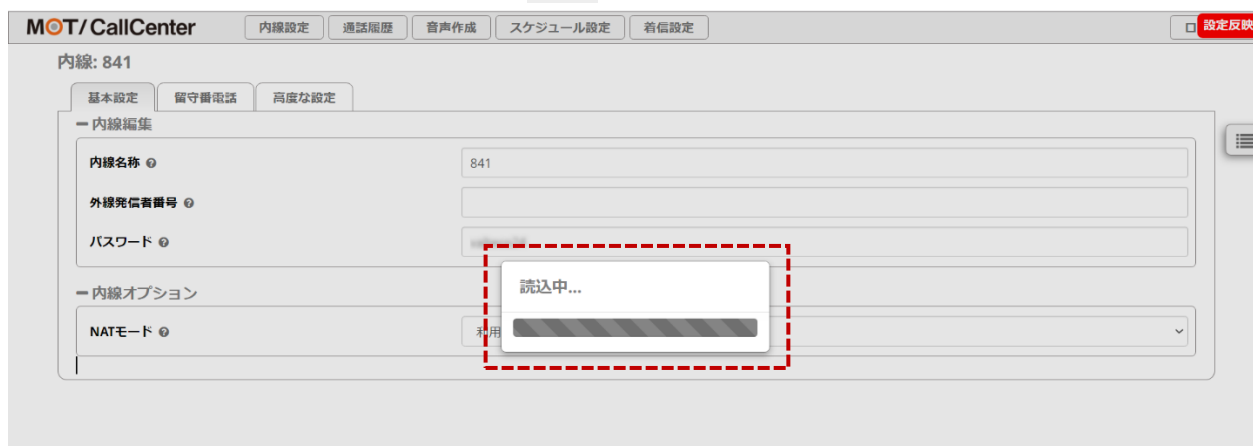 MOT/CallCenter 内線設定 通話履歴 音声作成 スケジュール設定 着信設定 ロ 設定反映
内線: 841
基本設定 留守番電話 高度な設定
ー 内線編集
内線名称 841
外線発信者番号
パスワード
読込中...
ー 内線オプション
NATモード 利用